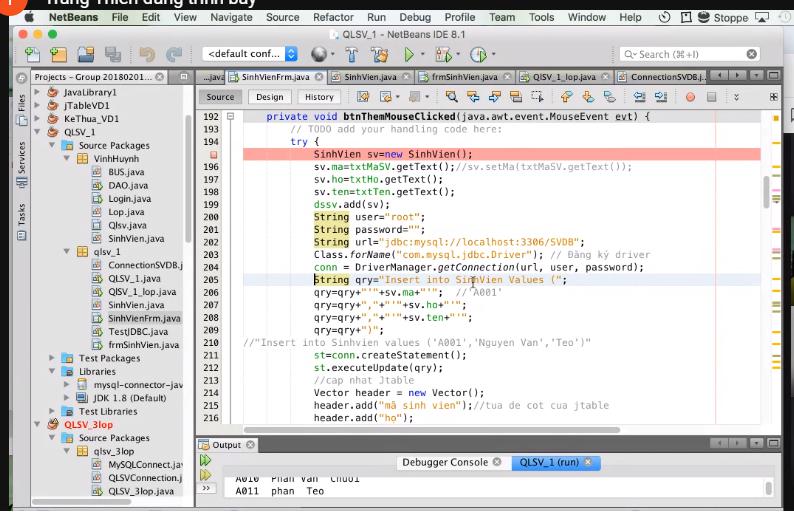 Trung Thiên đang trình bày
NetBeans File Edit View Navigate Source Refactor Run Debug Profile Team Tools Window Help Stoppe
QLSV_1 - NetBeans IDE 8.1
<default conf... Search (⌘+I)
Projects – Group 20180201...
...java SinhVienFrm.java SinhVien.java frmSinhVien.java QlSV_1_lop.java ConnectionSVDB.j...
Source Design History
Files
Services
Tasks
JavaLibrary1
jTableVD1
KeThua_VD1
QLSV_1
Source Packages
VinhHuynh
BUS.java
DAO.java
Login.java
Lop.java
Qlsv.java
SinhVien.java
qlsv_1
ConnectionSVDB.j
QLSV_1.java
QlSV_1_lop.java
SinhVien.java
SinhVienFrm.java
TestJDBC.java
frmSinhVien.java
Test Packages
Libraries
mysql-connector-jav
JDK 1.8 (Default)
Test Libraries
QLSV_3lop
Source Packages
qlsv_3lop
MySQLConnect.jav
QLSVConnection.j
QLSV_3lop.java
192 private void btnThemMouseClicked(java.awt.event.MouseEvent evt) {
193 // TODO add your handling code here:
194 try {
SinhVien sv=new SinhVien();
196 sv.ma=txtMaSV.getText();//sv.setMa(txtMaSV.getText());
197 sv.ho=txtHo.getText();
198 sv.ten=txtTen.getText();
199 dssv.add(sv);
200 String user="root";
201 String password="";
202 String url="jdbc:mysql://localhost:3306/SVDB";
203 Class.forName("com.mysql.jdbc.Driver"); // Đăng ký driver
204 conn = DriverManager.getConnection(url, user, password);
205 String qry="Insert into SinhVien Values (";
206 qry=qry+"'"+sv.ma+"'"; //'A001'
207 qry=qry+","+"'"+sv.ho+"'";
208 qry=qry+","+"'"+sv.ten+"'";
209 qry=qry+")";
210 //"Insert into Sinhvien values ('A001','Nguyen Van','Teo')"
211 st=conn.createStatement();
212 st.executeUpdate(qry);
213 //cap nhat Jtable
214 Vector header = new Vector();
215 header.add("mã sinh vien");//tua de cot cua jtable
216 header.add("họ");
Output
Debugger Console QLSV_1 (run)
A010 Phan Van Chuoi
A011 phan Teo